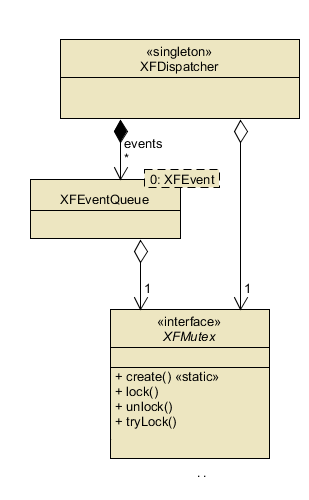 «singleton»
XFDispatcher
events
*
0: XFEvent
XFEventQueue
1
1
«interface»
XFMutex
+ create() «static»
+ lock()
+ unlock()
+ tryLock()
. .